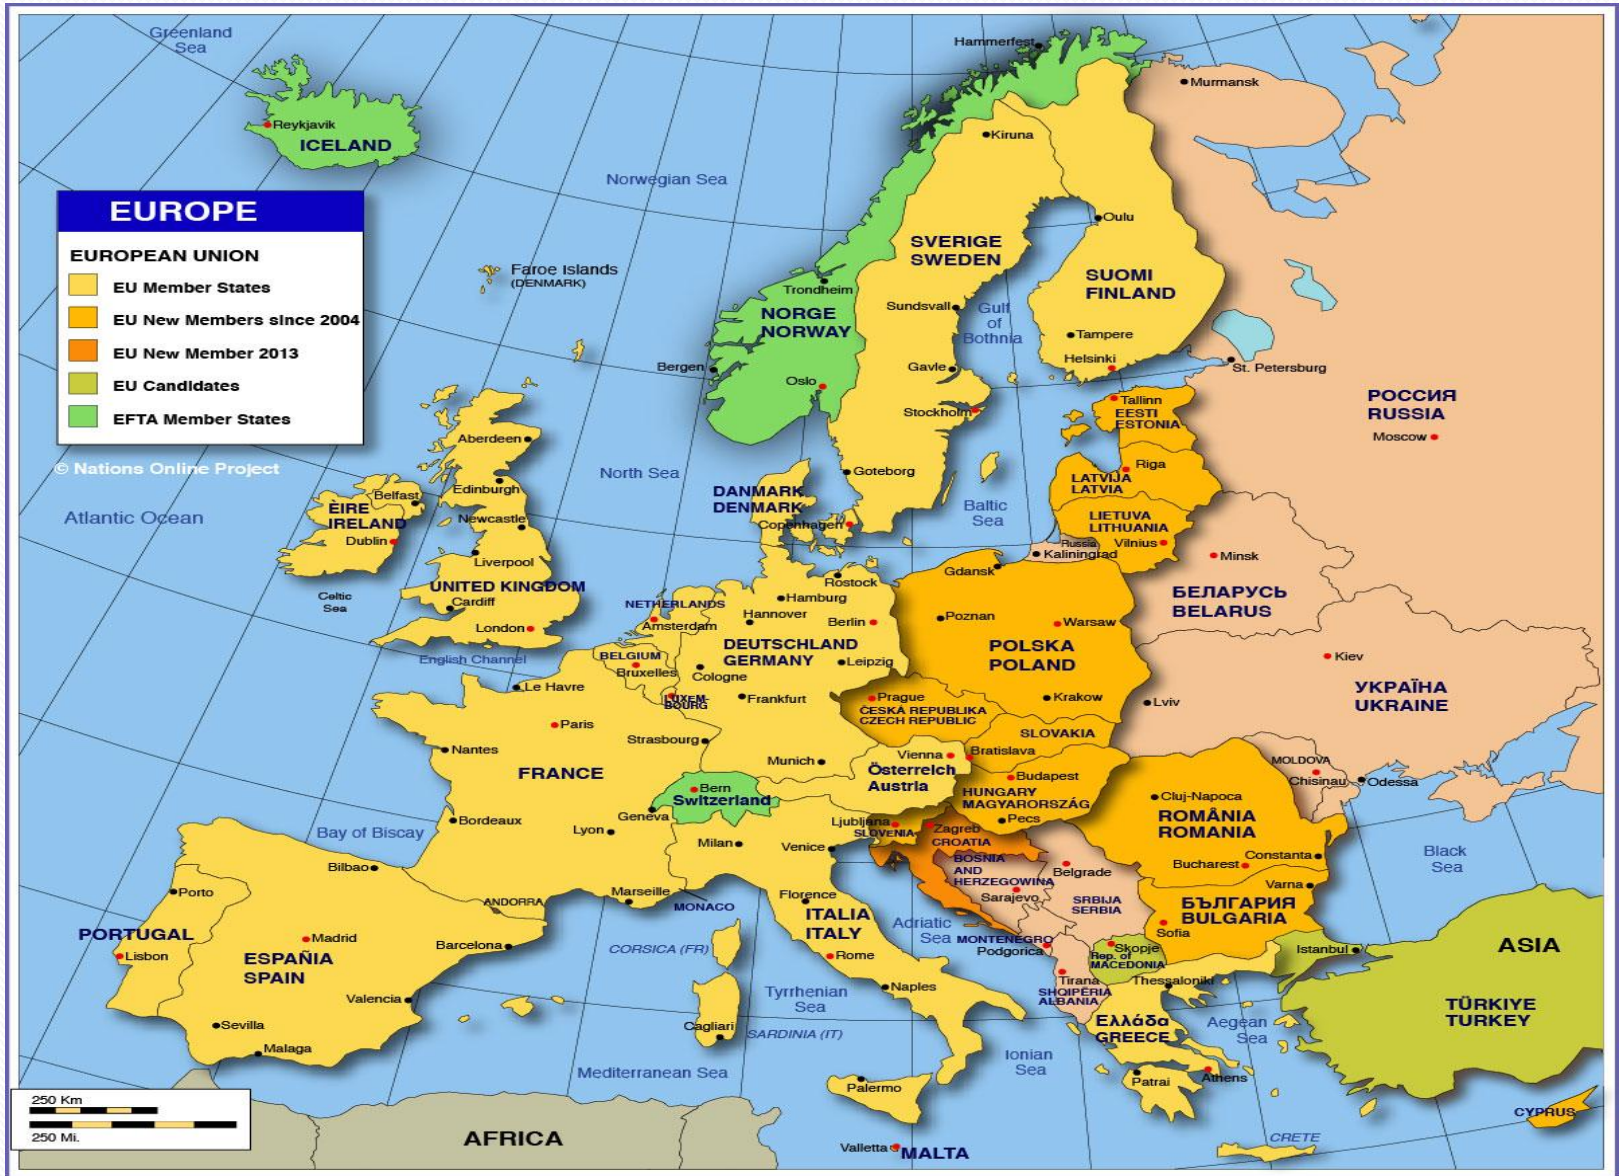 Greenland
Sea
Hammerfest
Murmansk
Reykjavik
ICELAND
Kiruna
Norwegian Sea
EUROPE
EUROPEAN UNION
EU Member States
EU New Members since 2004
EU New Member 2013
EU Candidates
EFTA Member States
© Nations Online Project
Oulu
SVERIGE
SWEDEN
SUOMI
FINLAND
Faroe Islands
(DENMARK)
Trondheim
NORGE
NORWAY
Sundsvall
Gulf
of
Bothnia
Tampere
Helsinki
Bergen
Oslo
Gavle
St. Petersburg
Stockholm
Tallinn
EESTI
ESTONIA
РОССИЯ
RUSSIA
Moscow
Aberdeen
North Sea
Goteborg
Riga
LATVIJA
LATVIA
Edinburgh
Belfast
ÈIRE
IRELAND
Dublin
Atlantic Ocean
Newcastle
DANMARK
DENMARK
Copenhagen
Baltic
Sea
LIETUVA
LITHUANIA
Vilnius
Russia
Kaliningrad
Minsk
Liverpool
UNITED KINGDOM
Cardiff
London
Celtic
Sea
English Channel
Gdansk
Rostock
Hamburg
Hannover
Berlin
NETHERLANDS
Amsterdam
БЕЛАРУСЬ
BELARUS
Poznan
Warsaw
POLSKA
POLAND
DEUTSCHLAND
GERMANY
Leipzig
BELGIUM
Bruxelles
Cologne
LUXEM-
BOURG
Frankfurt
Le Havre
Kiev
УКРАЇНА
UKRAINE
Krakow
Lviv
Prague
ČESKÁ REPUBLIKA
CZECH REPUBLIC
SLOVAKIA
Paris
Strasbourg
Nantes
Munich
Vienna
Bratislava
Österreich
Austria
Budapest
HUNGARY
MAGYARORSZÁG
Pecs
MOLDOVA
Chisinau
Odessa
FRANCE
Bern
Switzerland
Geneva
Lyon
Bordeaux
Bay of Biscay
Milan
Venice
Ljubljana
SLOVENIA
Zagreb
CROATIA
Cluj-Napoca
ROMÂNIA
ROMANIA
Bucharest
Constanta
Black
Sea
BOSNIA
AND
HERZEGOWINA
Sarajevo
Belgrade
SRBIJA
SERBIA
Varna
БЪЛГАРИЯ
BULGARIA
Sofia
Bilbao
Porto
ANDORRA
Marseille
MONACO
Florence
ITALIA
ITALY
Rome
Adriatic
Sea
MONTENEGRO
Podgorica
Skopje
Rep. of
MACEDONIA
Istanbul
ASIA
PORTUGAL
Lisbon
Madrid
ESPAÑIA
SPAIN
Barcelona
CORSICA (FR)
Valencia
Naples
Tirana
SHQIPËRIA
ALBANIA
Thessaloniki
Tyrrhenian
Sea
Cagliari
SARDINIA (IT)
Ελλάδα
GREECE
Aegean
Sea
TÜRKIYE
TURKEY
Sevilla
Malaga
Mediterranean Sea
Ionian
Sea
Palermo
Patrai
Athens
250 Km
250 Mi.
AFRICA
Valletta
MALTA
CRETE
CYPRUS